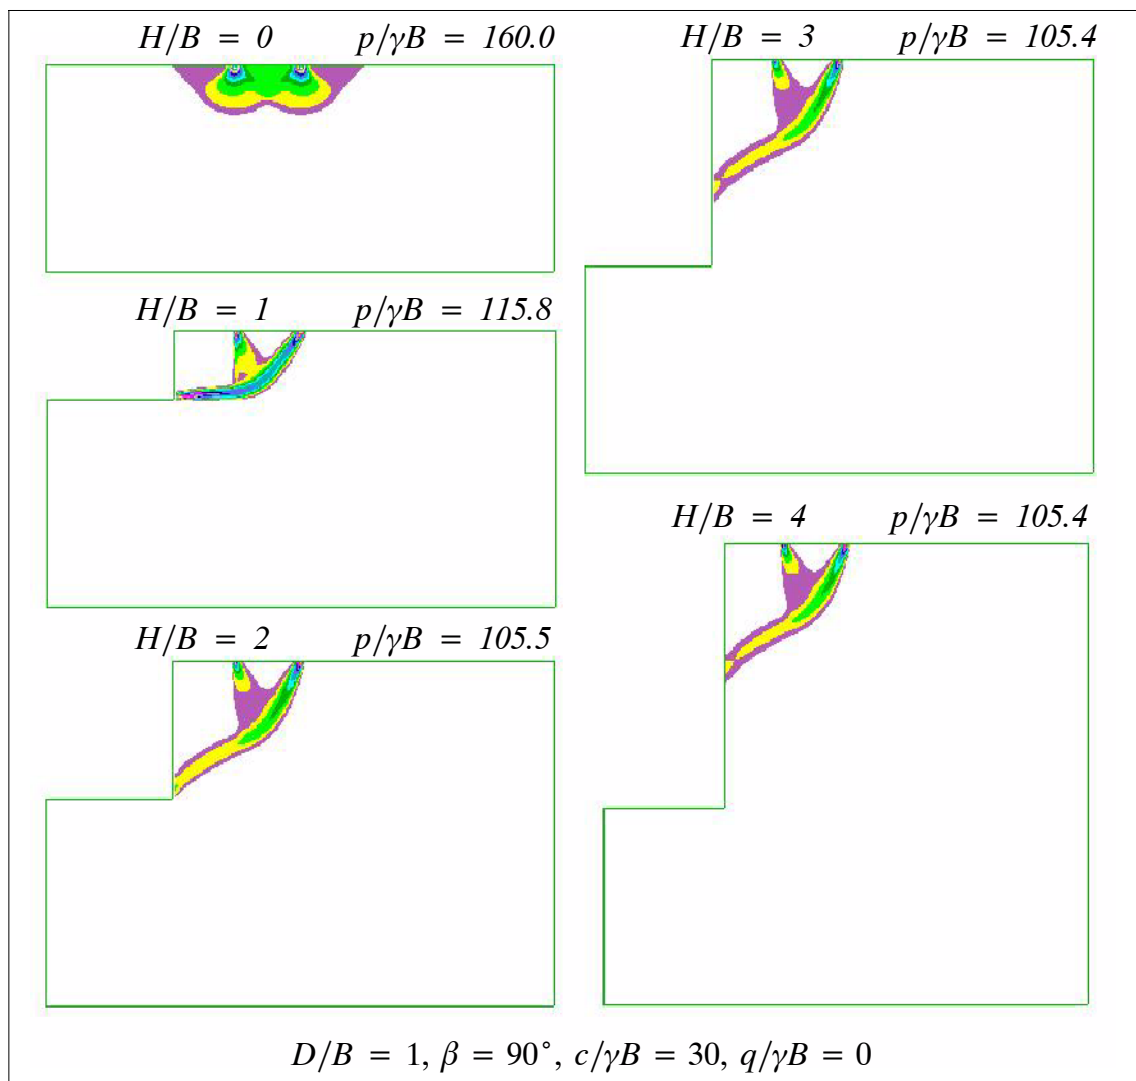 H/B = 0 p/γB = 160.0
H/B = 1 p/γB = 115.8
H/B = 2 p/γB = 105.5
H/B = 3 p/γB = 105.4
H/B = 4 p/γB = 105.4
D/B = 1, β = 90°, c/γB = 30, q/γB = 0